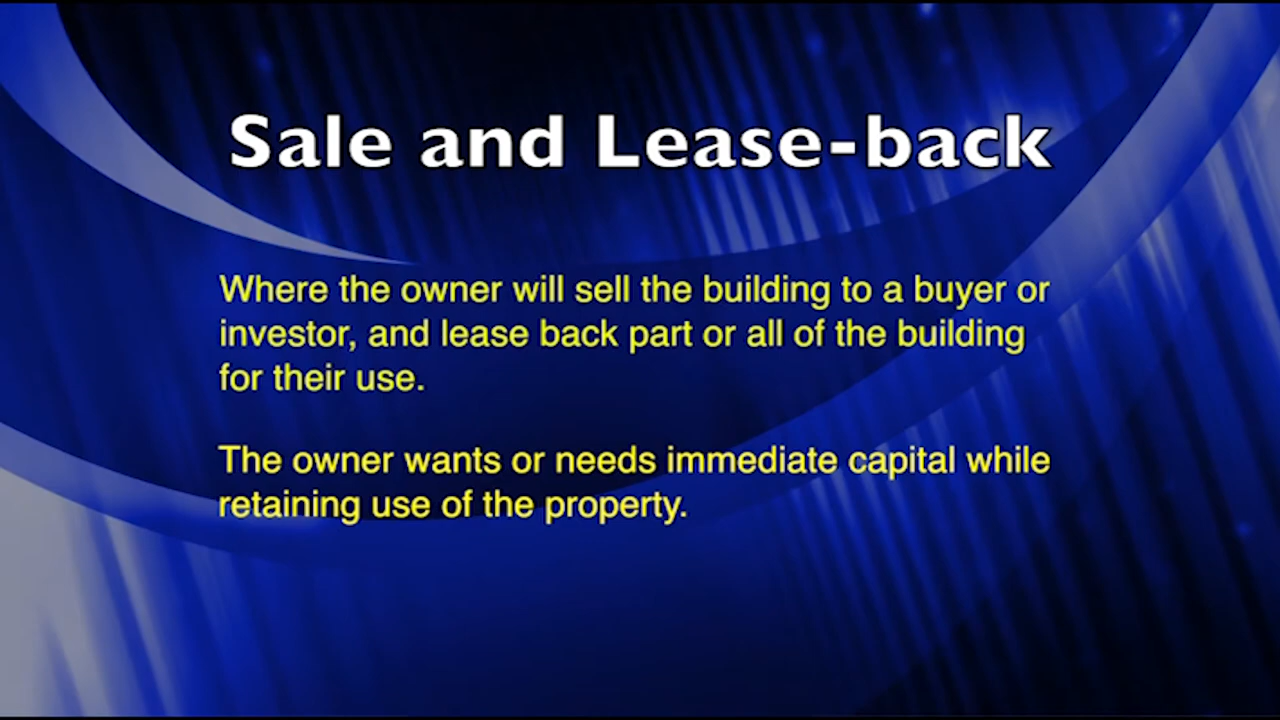 Sale and Lease-back
Where the owner will sell the building to a buyer or
investor, and lease back part or all of the building
for their use.
The owner wants or needs immediate capital while
retaining use of the property.